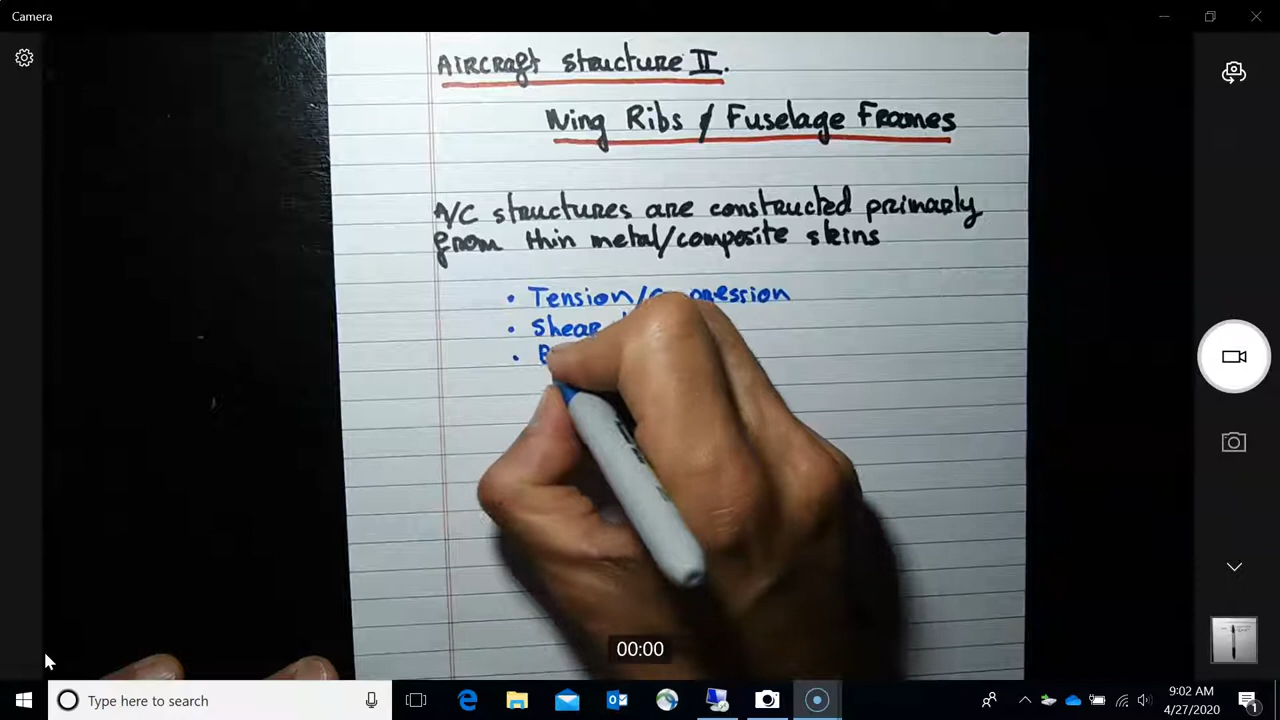 Camera
AIRCRaft structure II.
Wing Ribs & Fuselage Frames
A/C structures are constructed primarly
from thin metal/composite skins
• Tension/
• Shear
•
00:00
Type here to search
9:02 AM
4/27/2020